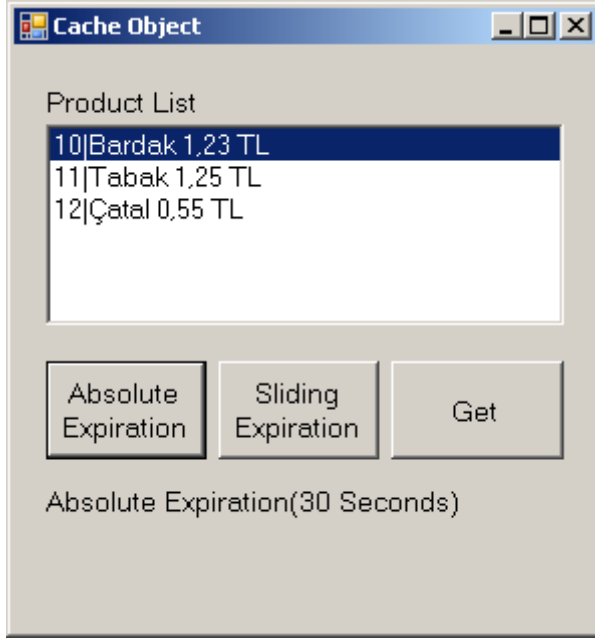 Cache Object
Product List
10|Bardak 1,23 TL
11|Tabak 1,25 TL
12|Çatal 0,55 TL
Absolute
Expiration
Sliding
Expiration
Get
Absolute Expiration(30 Seconds)